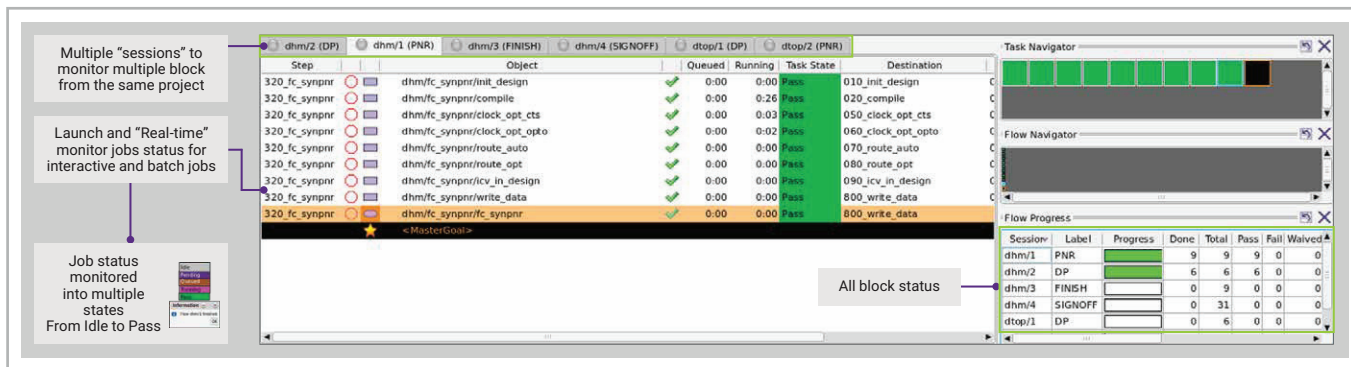 Multiple “sessions” to
monitor multiple block
from the same project
Launch and “Real-time”
monitor jobs status for
interactive and batch jobs
Job status
monitored
into multiple
states
From Idle to Pass
Idle
Pending
Queued
Running
Pass
Information
OK
dhm/2 (DP) dhm/1 (PNR) dhm/3 (FINISH) dhm/4 (SIGNOFF) dtop/1 (DP) dtop/2 (PNR)
Step Object Queued Running Task State Destination
320_fc_synpnr dhm/fc_synpnr/init_design 0:00 0:00 Pass 010_init_design
320_fc_synpnr dhm/fc_synpnr/compile 0:00 0:26 Pass 020_compile
320_fc_synpnr dhm/fc_synpnr/clock_opt_cts 0:00 0:03 Pass 050_clock_opt_cts
320_fc_synpnr dhm/fc_synpnr/clock_opt_opto 0:00 0:02 Pass 060_clock_opt_opto
320_fc_synpnr dhm/fc_synpnr/route_auto 0:00 0:00 Pass 070_route_auto
320_fc_synpnr dhm/fc_synpnr/route_opt 0:00 0:00 Pass 080_route_opt
320_fc_synpnr dhm/fc_synpnr/icv_in_design 0:00 0:00 Pass 090_icv_in_design
320_fc_synpnr dhm/fc_synpnr/write_data 0:00 0:00 Pass 800_write_data
320_fc_synpnr dhm/fc_synpnr/fc_synpnr 0:00 0:00 Pass 800_write_data
<MasterGoal>
Task Navigator
Flow Navigator
Flow Progress
Session Label Progress Done Total Pass Fail Waived
dhm/1 PNR 9 9 9 0 0
dhm/2 DP 6 6 6 0 0
dhm/3 FINISH 0 9 0 0 0
dhm/4 SIGNOFF 0 31 0 0 0
dtop/1 DP 0 6 0 0 0
All block status